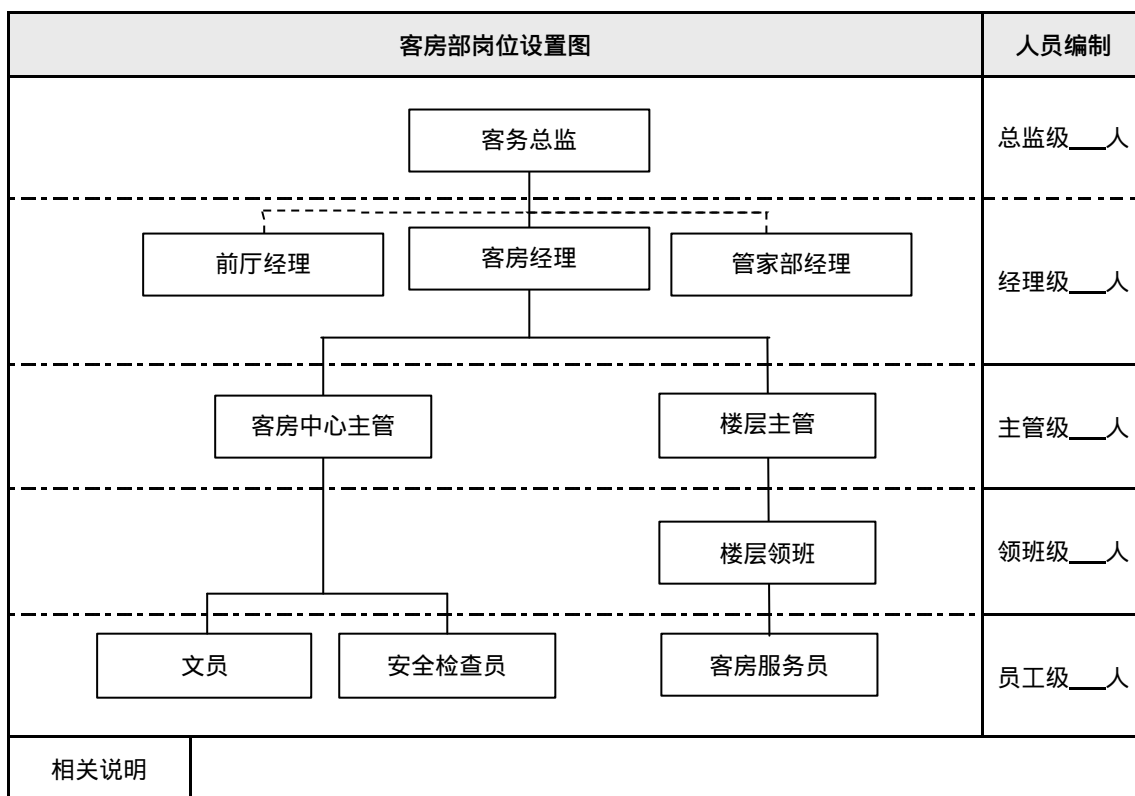 客房部岗位设置图 人员编制
客务总监
总监级___人
前厅经理 客房经理 管家部经理
经理级___人
客房中心主管 楼层主管
主管级___人
楼层领班
领班级___人
文员 安全检查员 客房服务员
员工级___人
相关说明